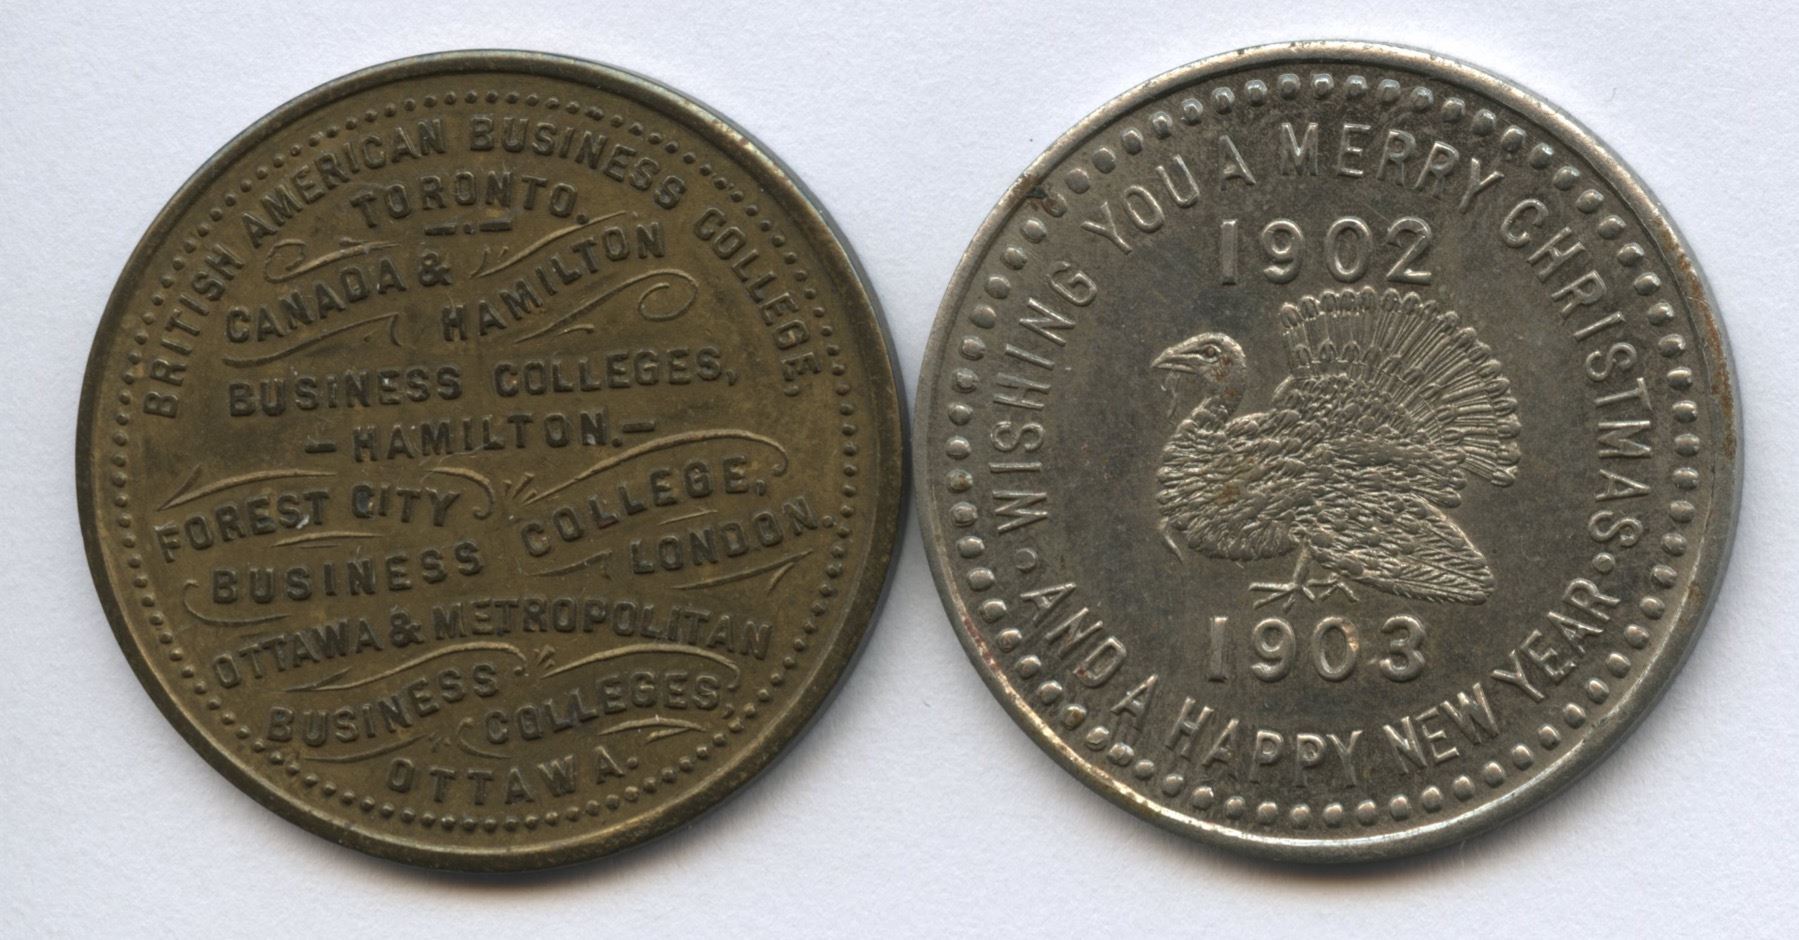 BRITISH AMERICAN BUSINESS COLLEGE,
TORONTO.
CANADA & HAMILTON
BUSINESS COLLEGES,
-HAMILTON.-
FOREST CITY
BUSINESS COLLEGE,
LONDON.
OTTAWA & METROPOLITAN
BUSINESS COLLEGES,
OTTAWA.
•WISHING YOU A MERRY CHRISTMAS•
1902
1903
AND A HAPPY NEW YEAR